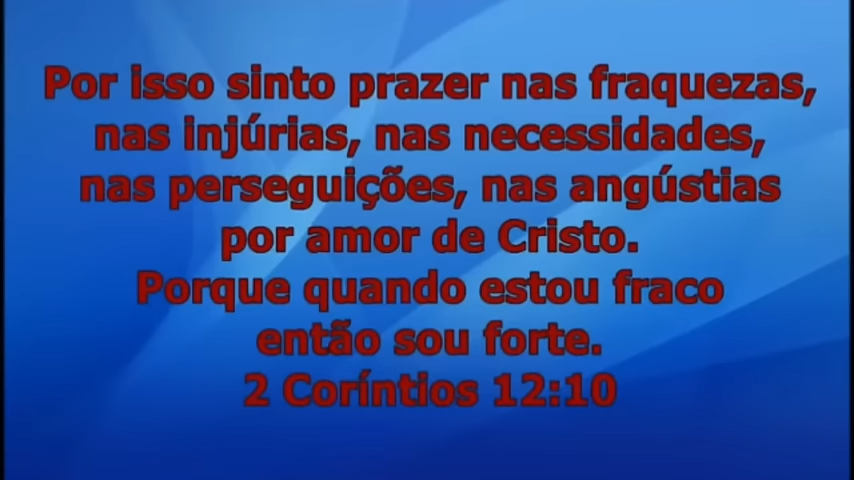 Por isso sinto prazer nas fraquezas,
nas injúrias, nas necessidades,
nas perseguições, nas angústias
por amor de Cristo.
Porque quando estou fraco
então sou forte.
2 Coríntios 12:10